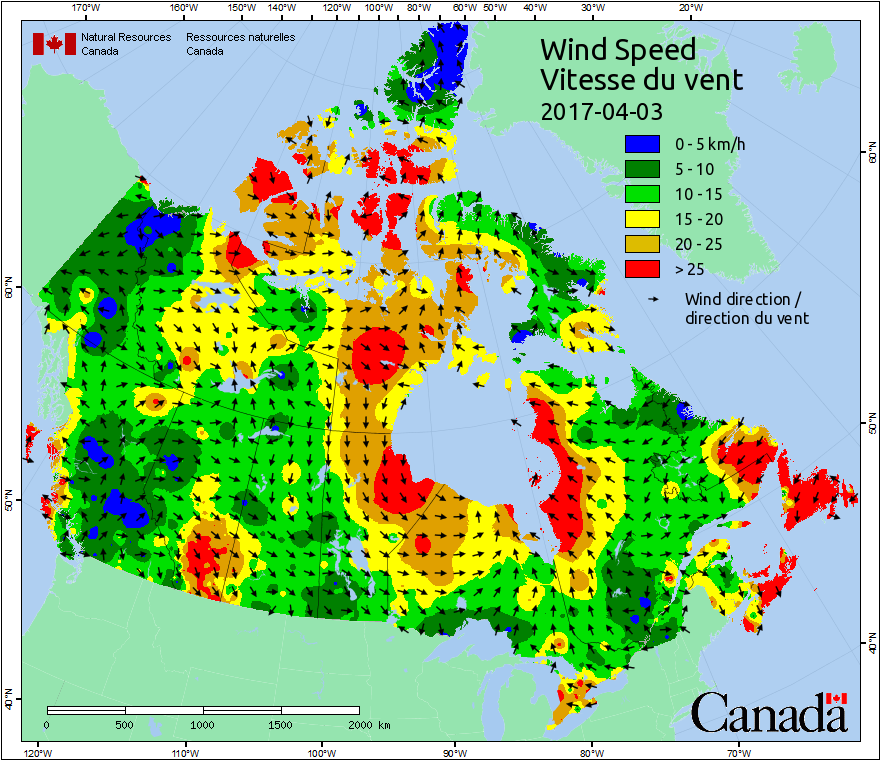 170°W 160°W 150°W 140°W 120°W 100°W 80°W 60°W 50°W 40°W 30°W 20°W
Natural Resources Ressources naturelles
Canada Canada
Wind Speed
Vitesse du vent
2017-04-03
0 - 5 km/h
5 - 10
10 - 15
15 - 20
20 - 25
> 25
Wind direction /
direction du vent
60°N 60°N
50°N 50°N
40°N 40°N
0 500 1000 1500 2000 km
Canada
120°W 110°W 100°W 90°W 80°W 70°W